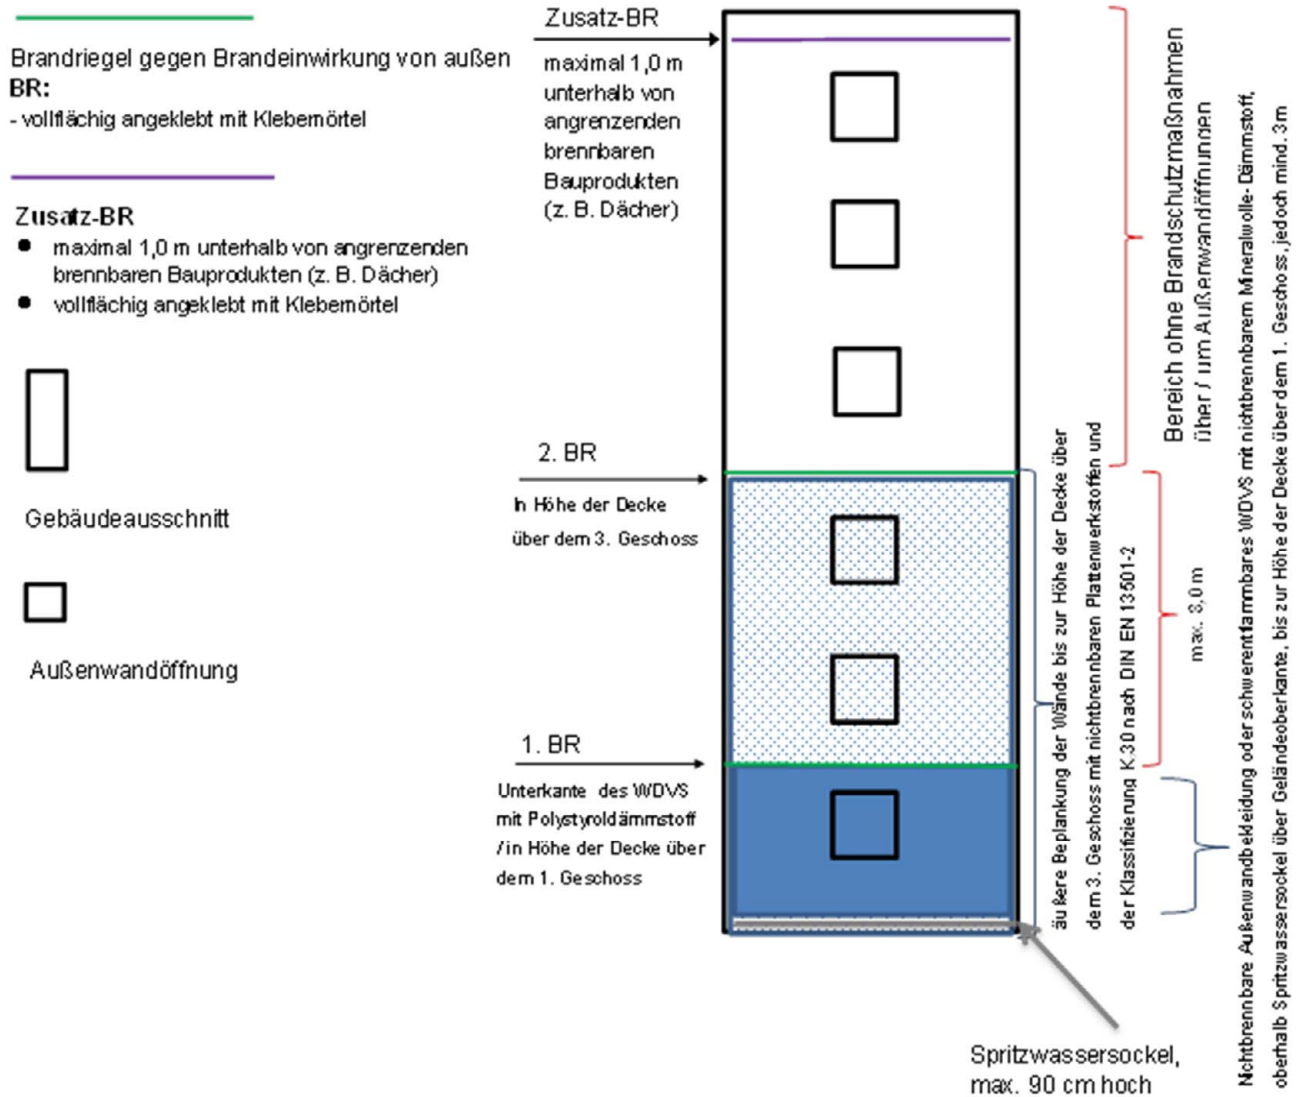 Brandriegel gegen Brandeinwirkung von außen
BR:
- vollflächig angeklebt mit Klebemörtel
Zusatz-BR
● maximal 1,0 m unterhalb von angrenzenden
brennbaren Bauprodukten (z. B. Dächer)
● vollflächig angeklebt mit Klebemörtel
Gebäudeausschnitt
Außenwandöffnung
Zusatz-BR
maximal 1,0 m
unterhalb von
angrenzenden
brennbaren
Bauprodukten
(z. B. Dächer)
2. BR
In Höhe der Decke
über dem 3. Geschoss
1. BR
Unterkante des WDVS
mit Polystyroldämmstoff
/ in Höhe der Decke über
dem 1. Geschoss
äußere Beplankung der Wände bis zur Höhe der Decke über
dem 3. Geschoss mit nichtbrennbaren Plattenwerkstoffen und
der Klassifizierung K₂30 nach DIN EN 13501-2
max. 8,0 m
Bereich ohne Brandschutzmaßnahmen
über / um Außenwandöffnungen
Nichtbrennbare Außenwandbekleidung oder schwerentflammbares WDVS mit nichtbrennbarem Mineralwolle-Dämmstoff,
oberhalb Spritzwassersockel über Geländeoberkante, bis zur Höhe der Decke über dem 1. Geschoss, jedoch mind. 3m
Spritzwassersockel,
max. 90 cm hoch